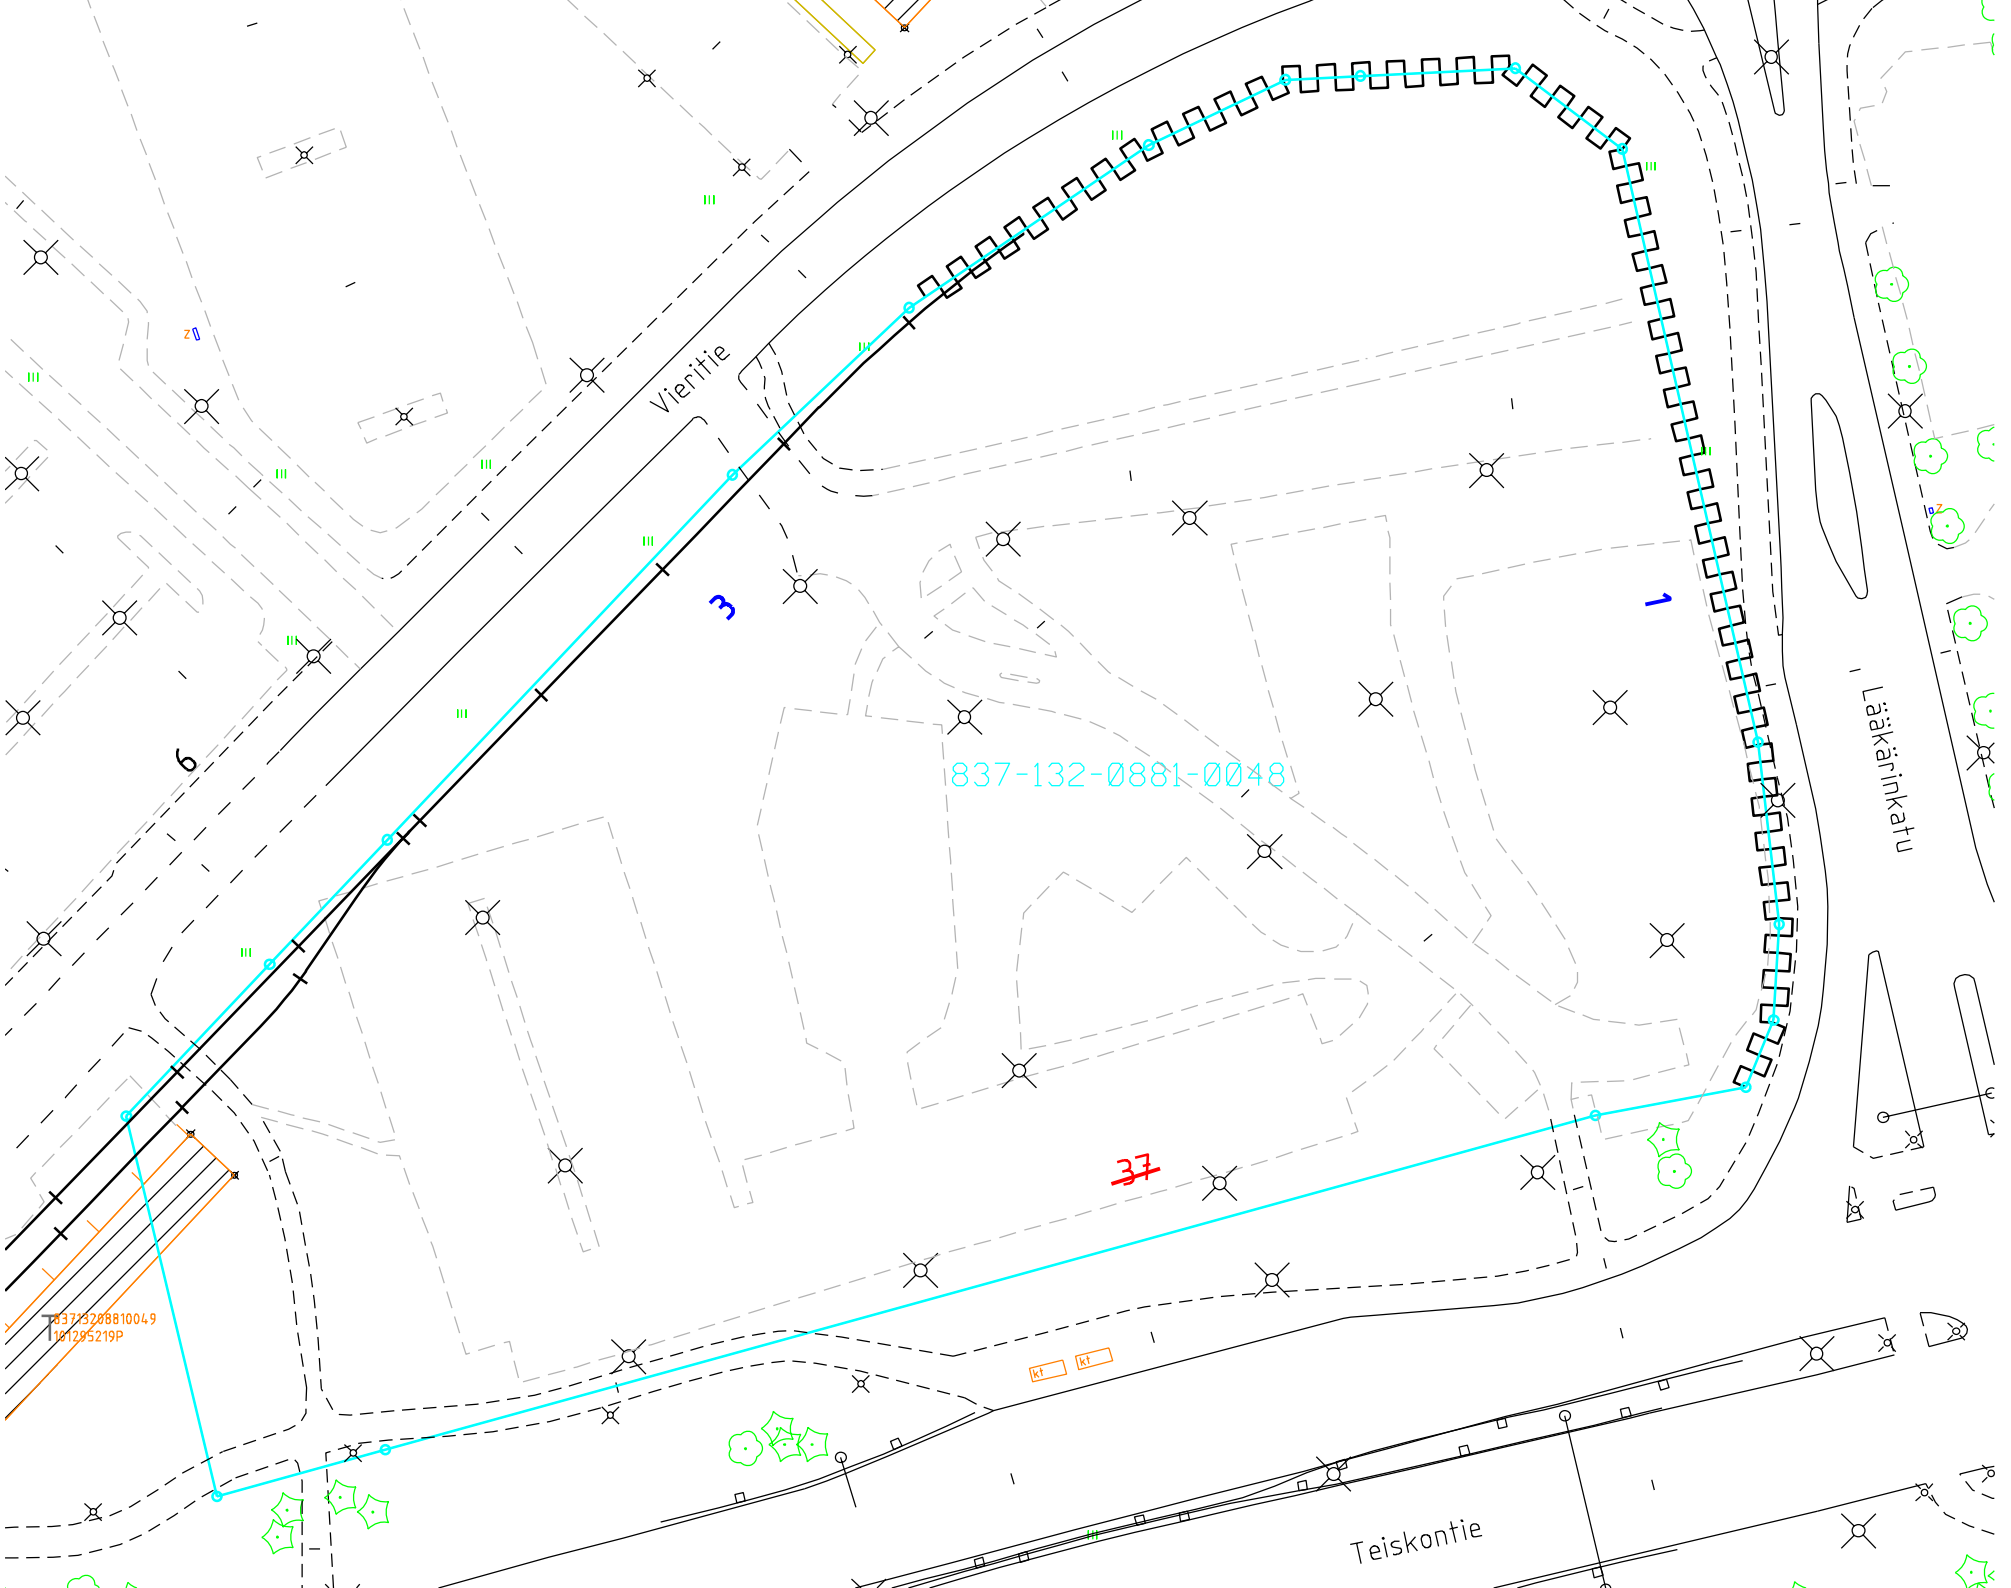 z
Vieritie
z
3
1
6
Lääkärinkatu
837-132-0881-0048
37
83713208810049
101295219P
T
kt
kt
Teiskontie